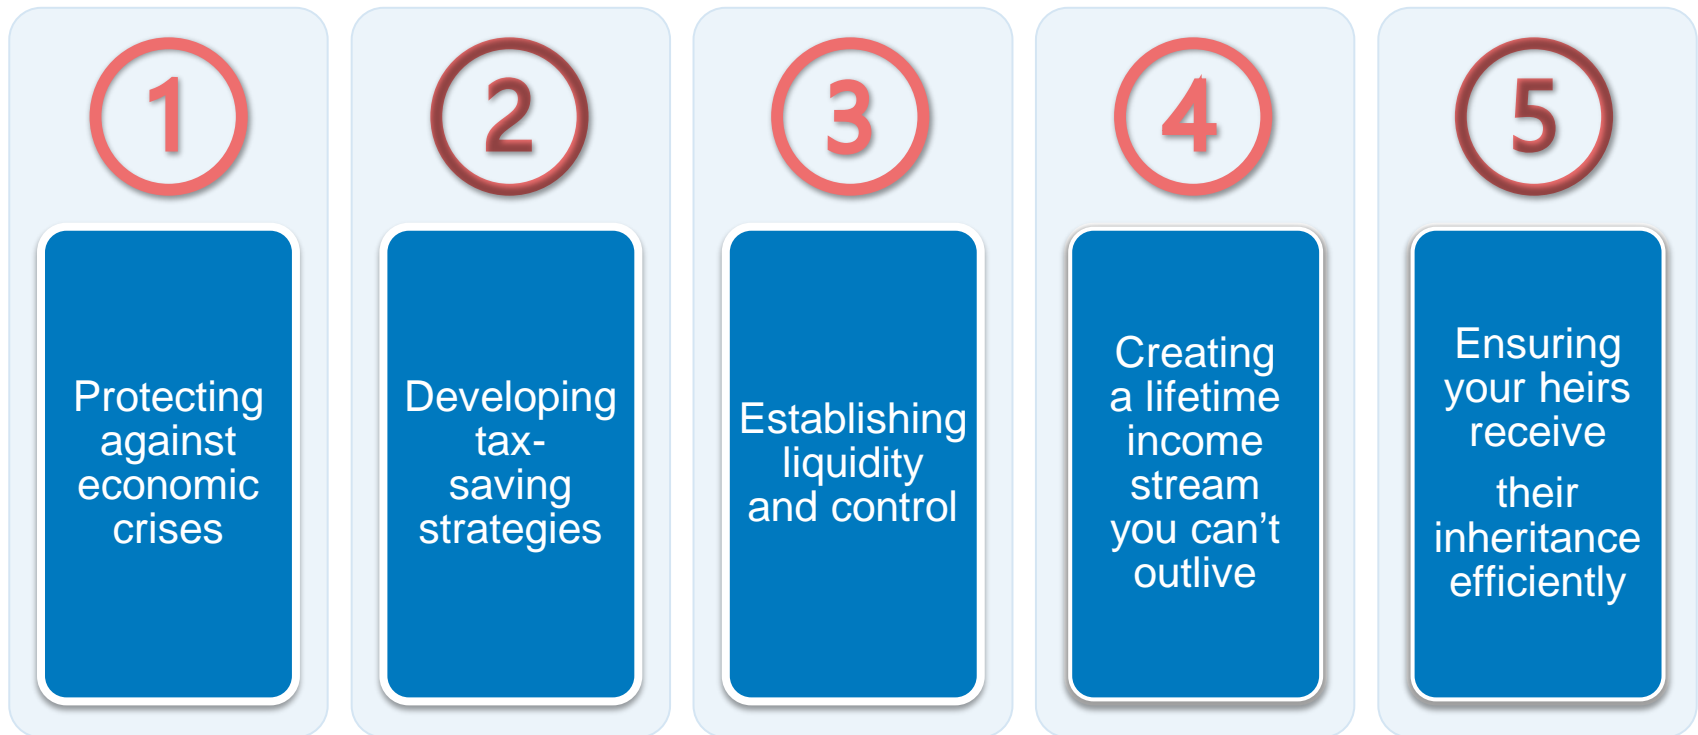 1
Protecting
against
economic
crises
2
Developing
tax-
saving
strategies
3
Establishing
liquidity
and control
4
Creating
a lifetime
income
stream
you can’t
outlive
5
Ensuring
your heirs
receive
their
inheritance
efficiently